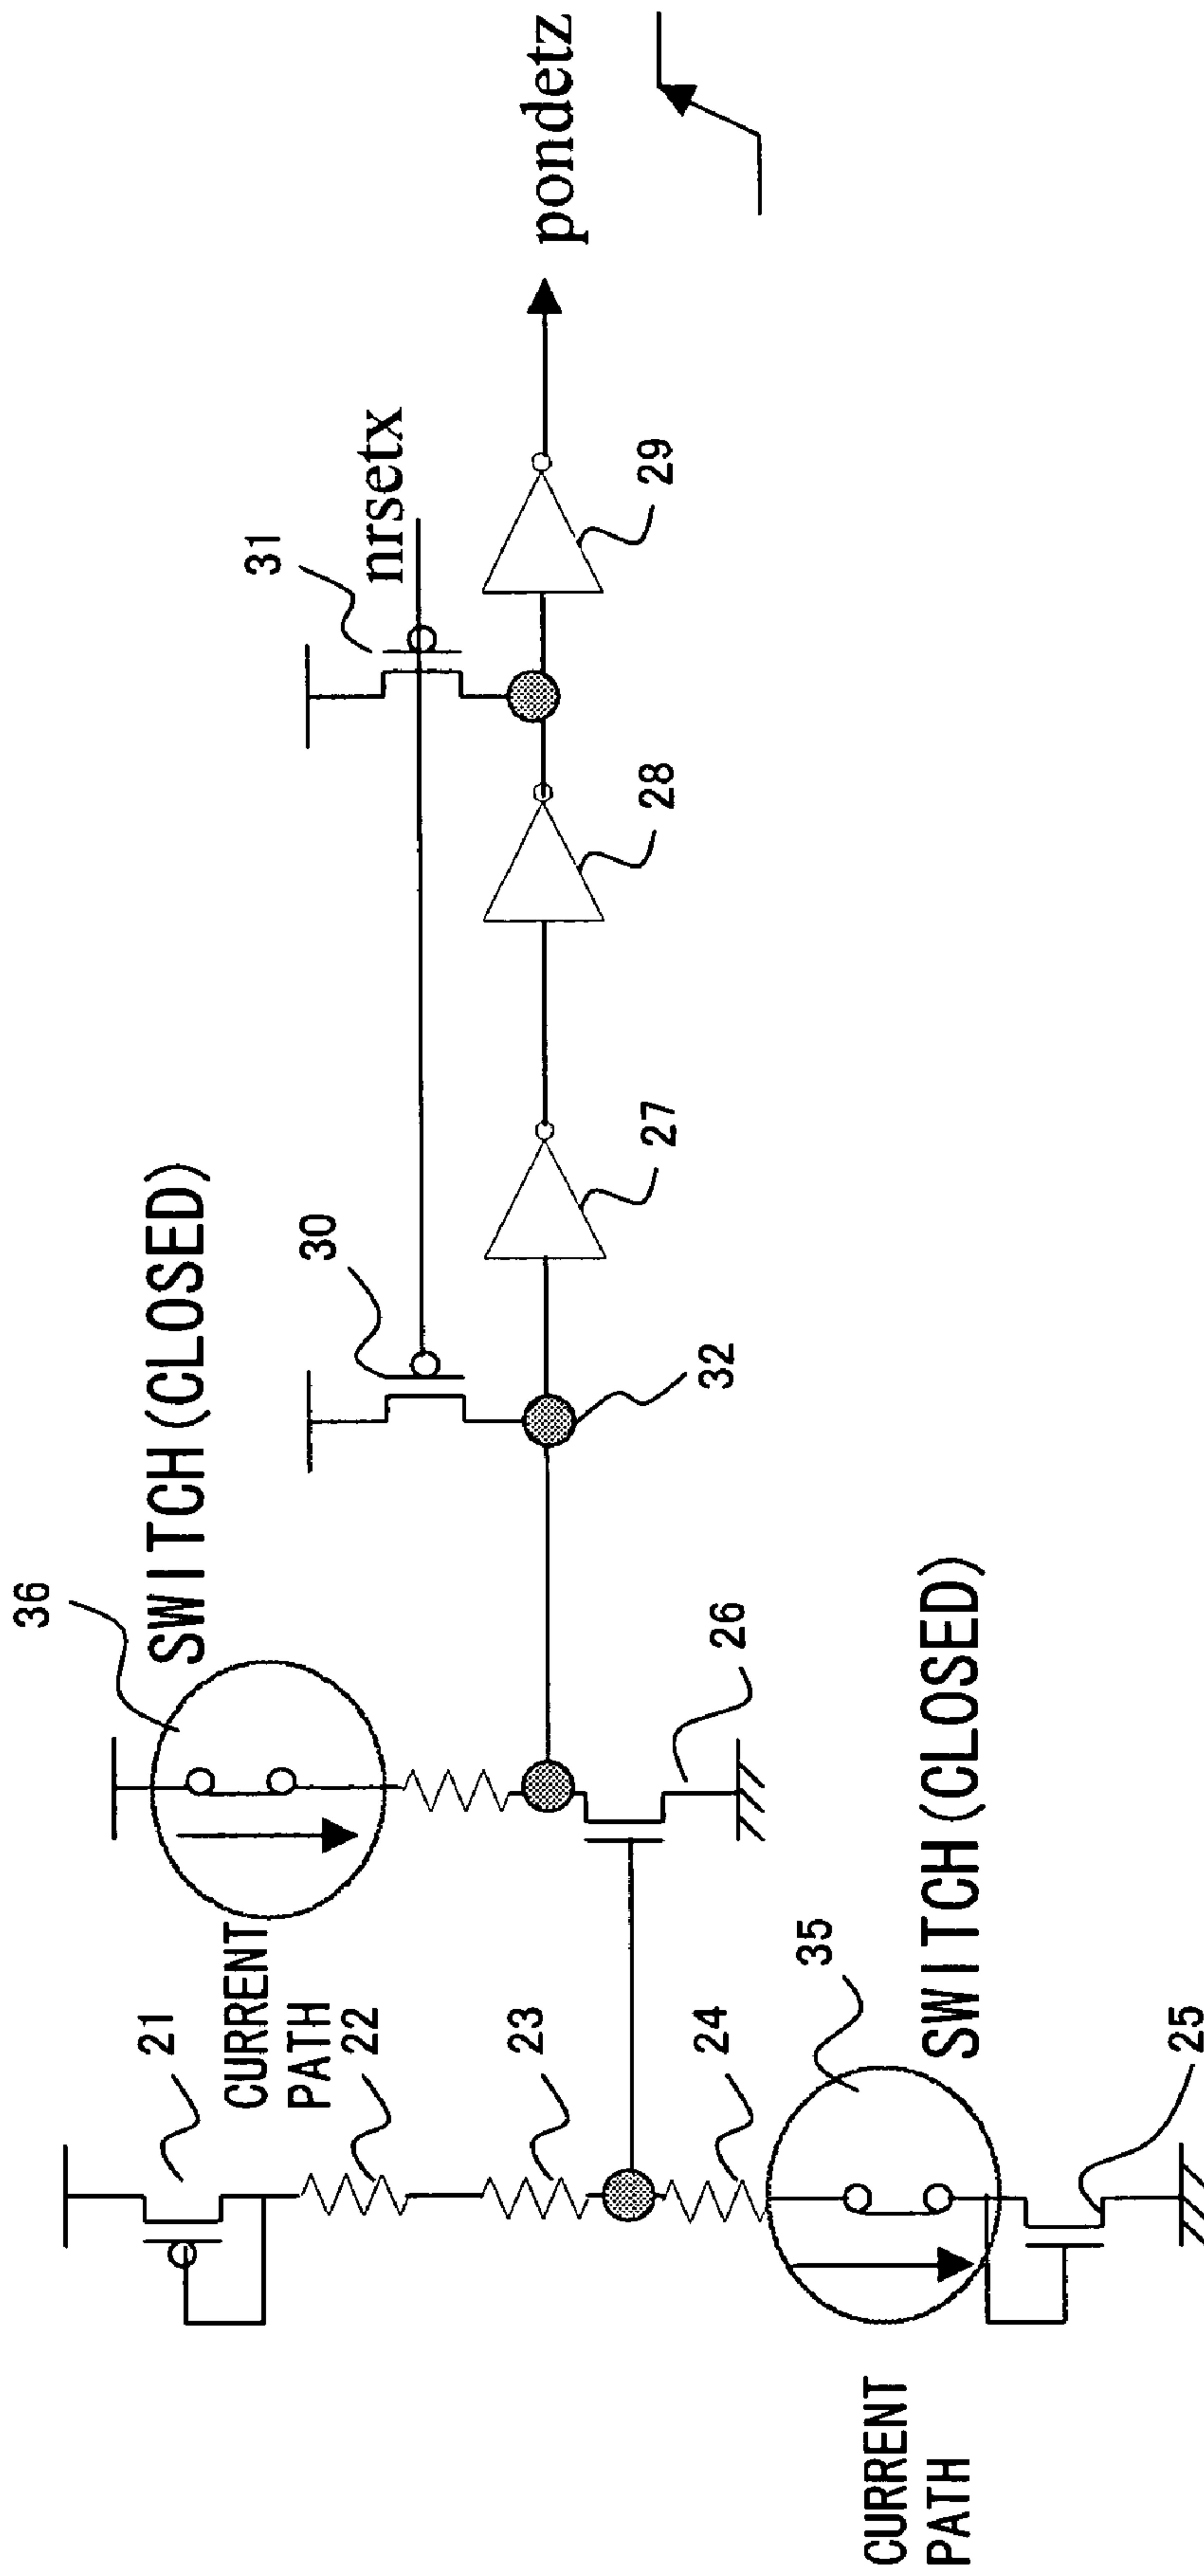 36
SWITCH(CLOSED)
30
31
nrsetx
pondetz
21
CURRENT
PATH
22
23
24
26
32
27
28
29
35
SWITCH(CLOSED)
25
CURRENT
PATH